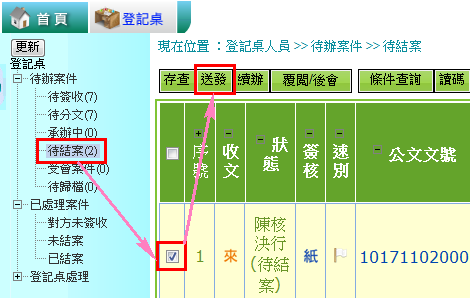 首頁 登記桌
更新
現在位置 ：登記桌人員 >> 待辦案件 >> 待結案
登記桌
待辦案件
待簽收(7)
待分文(7)
承辦中(0)
待結案(2)
受會案件(0)
待歸檔(0)
已處理案件
對方未簽收
未結案
已結案
登記桌處理
存查 送發 續辦 覆閱/後會 條件查詢 讀碼
序號 收文 狀態 簽核 速別 公文文號
1 來 陳核決行(待結案) 紙 10171102000